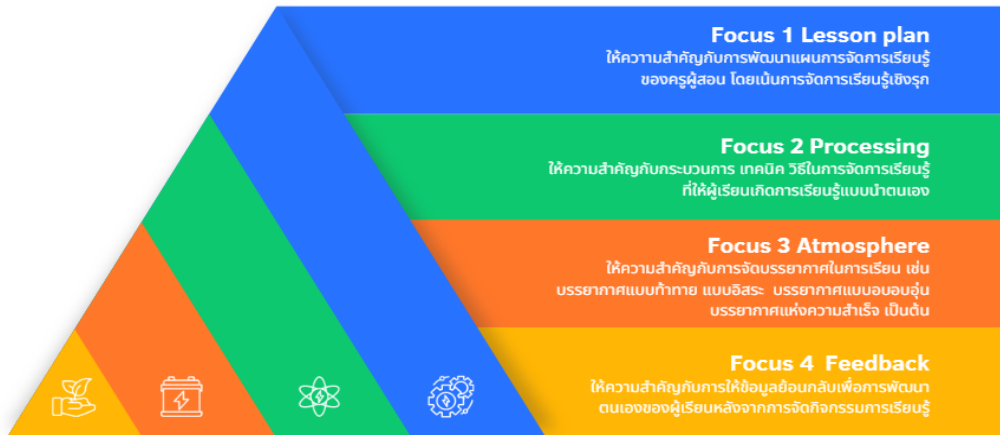 Focus 1 Lesson plan
ให้ความสำคัญกับการพัฒนาแผนการจัดการเรียนรู้
ของครูผู้สอน โดยเน้นการจัดการเรียนรู้เชิงรุก
Focus 2 Processing
ให้ความสำคัญกับกระบวนการ เทคนิค วิธีในการจัดการเรียนรู้
ที่ให้ผู้เรียนเกิดการเรียนรู้แบบนำตนเอง
Focus 3 Atmosphere
ให้ความสำคัญกับการจัดบรรยากาศในการเรียน เช่น
บรรยากาศแบบท้าทาย แบบอิสระ บรรยากาศแบบอบอบอุ่น
บรรยากาศแห่งความสำเร็จ เป็นต้น
Focus 4 Feedback
ให้ความสำคัญกับการให้ข้อมูลย้อนกลับเพื่อการพัฒนา
ตนเองของผู้เรียนหลังจากการจัดกิจกรรมการเรียนรู้